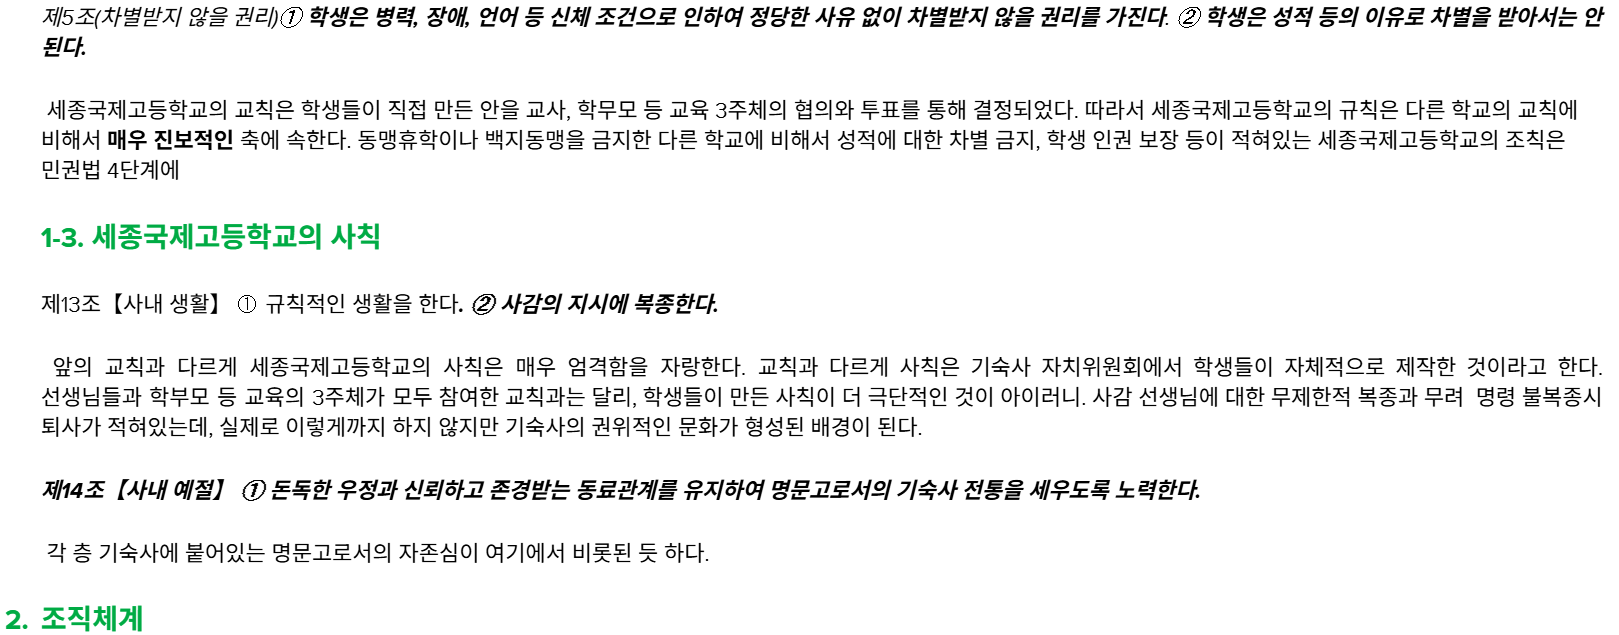 제5조(차별받지 않을 권리)① 학생은 병력, 장애, 언어 등 신체 조건으로 인하여 정당한 사유 없이 차별받지 않을 권리를 가진다. ② 학생은 성적 등의 이유로 차별을 받아서는 안
된다.
세종국제고등학교의 교칙은 학생들이 직접 만든 안을 교사, 학무모 등 교육 3주체의 협의와 투표를 통해 결정되었다. 따라서 세종국제고등학교의 규칙은 다른 학교의 교칙에
비해서 매우 진보적인 축에 속한다. 동맹휴학이나 백지동맹을 금지한 다른 학교에 비해서 성적에 대한 차별 금지, 학생 인권 보장 등이 적혀있는 세종국제고등학교의 조칙은
민권법 4단계에
1-3. 세종국제고등학교의 사칙
제13조【사내 생활】 ① 규칙적인 생활을 한다. ② 사감의 지시에 복종한다.
앞의 교칙과 다르게 세종국제고등학교의 사칙은 매우 엄격함을 자랑한다. 교칙과 다르게 사칙은 기숙사 자치위원회에서 학생들이 자체적으로 제작한 것이라고 한다.
선생님들과 학부모 등 교육의 3주체가 모두 참여한 교칙과는 달리, 학생들이 만든 사칙이 더 극단적인 것이 아이러니. 사감 선생님에 대한 무제한적 복종과 무려 명령 불복종시
퇴사가 적혀있는데, 실제로 이렇게까지 하지 않지만 기숙사의 권위적인 문화가 형성된 배경이 된다.
제14조【사내 예절】 ① 돈독한 우정과 신뢰하고 존경받는 동료관계를 유지하여 명문고로서의 기숙사 전통을 세우도록 노력한다.
각 층 기숙사에 붙어있는 명문고로서의 자존심이 여기에서 비롯된 듯 하다.
2. 조직체계